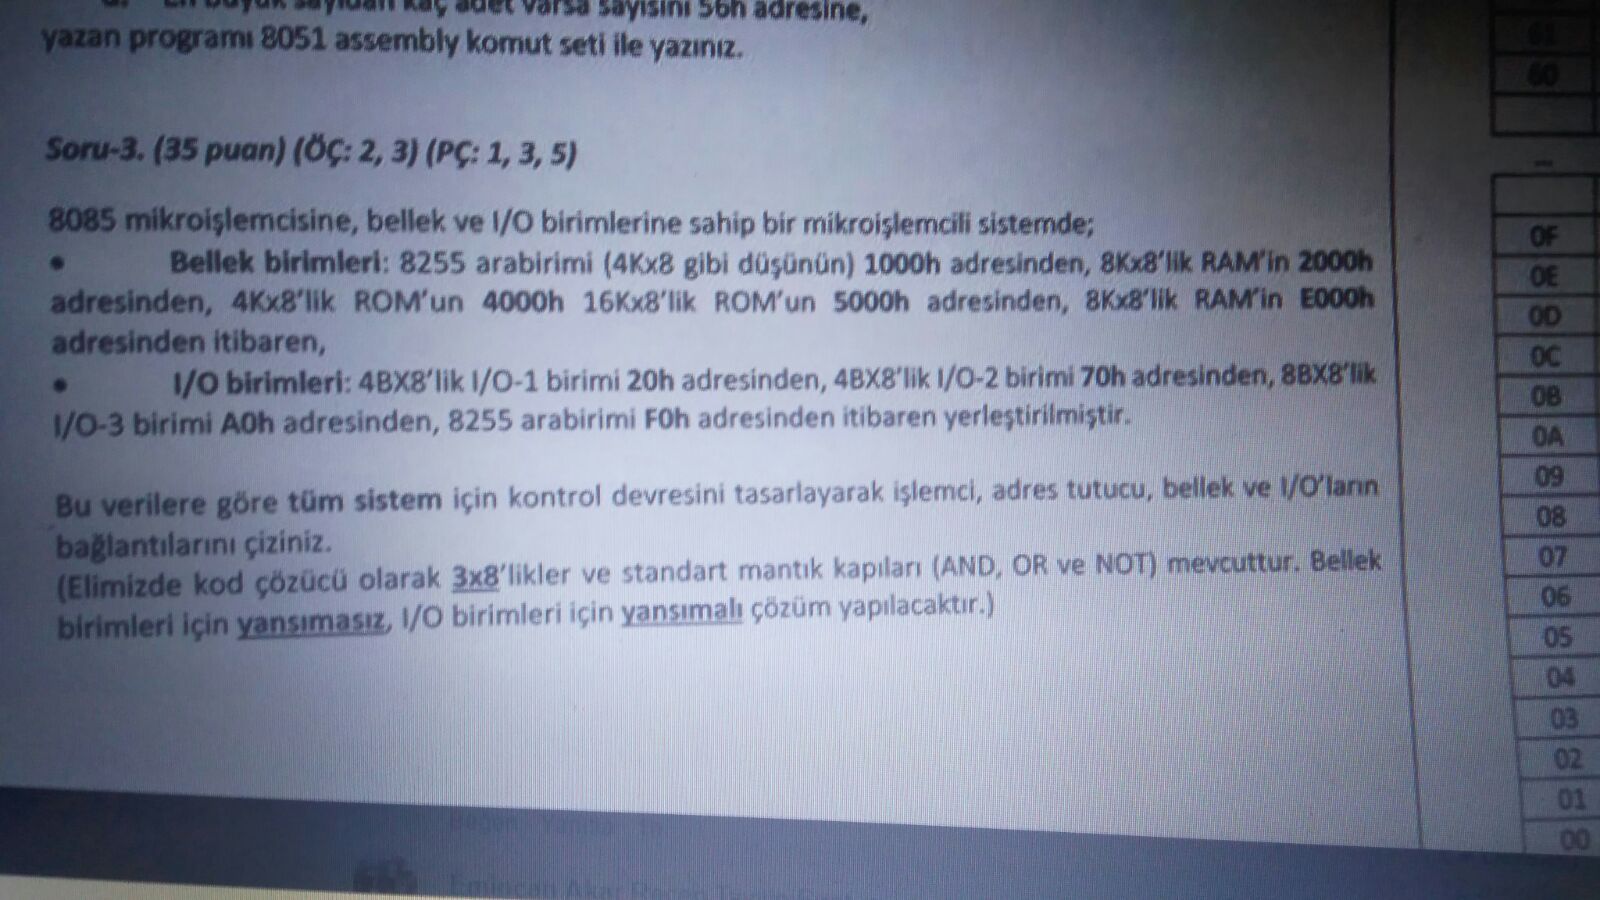 En büyük sayıdan kaç adet varsa sayısını 56h adresine,
yazan programı 8051 assembly komut seti ile yazınız.
Soru-3. (35 puan) (ÖÇ: 2, 3) (PÇ: 1, 3, 5)
8085 mikroişlemcisine, bellek ve I/O birimlerine sahip bir mikroişlemcili sistemde;
• Bellek birimleri: 8255 arabirimi (4Kx8 gibi düşünün) 1000h adresinden, 8Kx8'lik RAM'in 2000h
adresinden, 4Kx8'lik ROM'un 4000h 16Kx8'lik ROM'un 5000h adresinden, 8Kx8'lik RAM'in E000h
adresinden itibaren,
• I/O birimleri: 4BX8'lik I/O-1 birimi 20h adresinden, 4BX8'lik I/O-2 birimi 70h adresinden, 8BX8'lik
I/O-3 birimi A0h adresinden, 8255 arabirimi F0h adresinden itibaren yerleştirilmiştir.
Bu verilere göre tüm sistem için kontrol devresini tasarlayarak işlemci, adres tutucu, bellek ve I/O'ların
bağlantılarını çiziniz.
(Elimizde kod çözücü olarak 3x8'likler ve standart mantık kapıları (AND, OR ve NOT) mevcuttur. Bellek
birimleri için yansımasız, I/O birimleri için yansımalı çözüm yapılacaktır.)
61
60
...
0F
0E
0D
0C
0B
0A
09
08
07
06
05
04
03
02
01
00